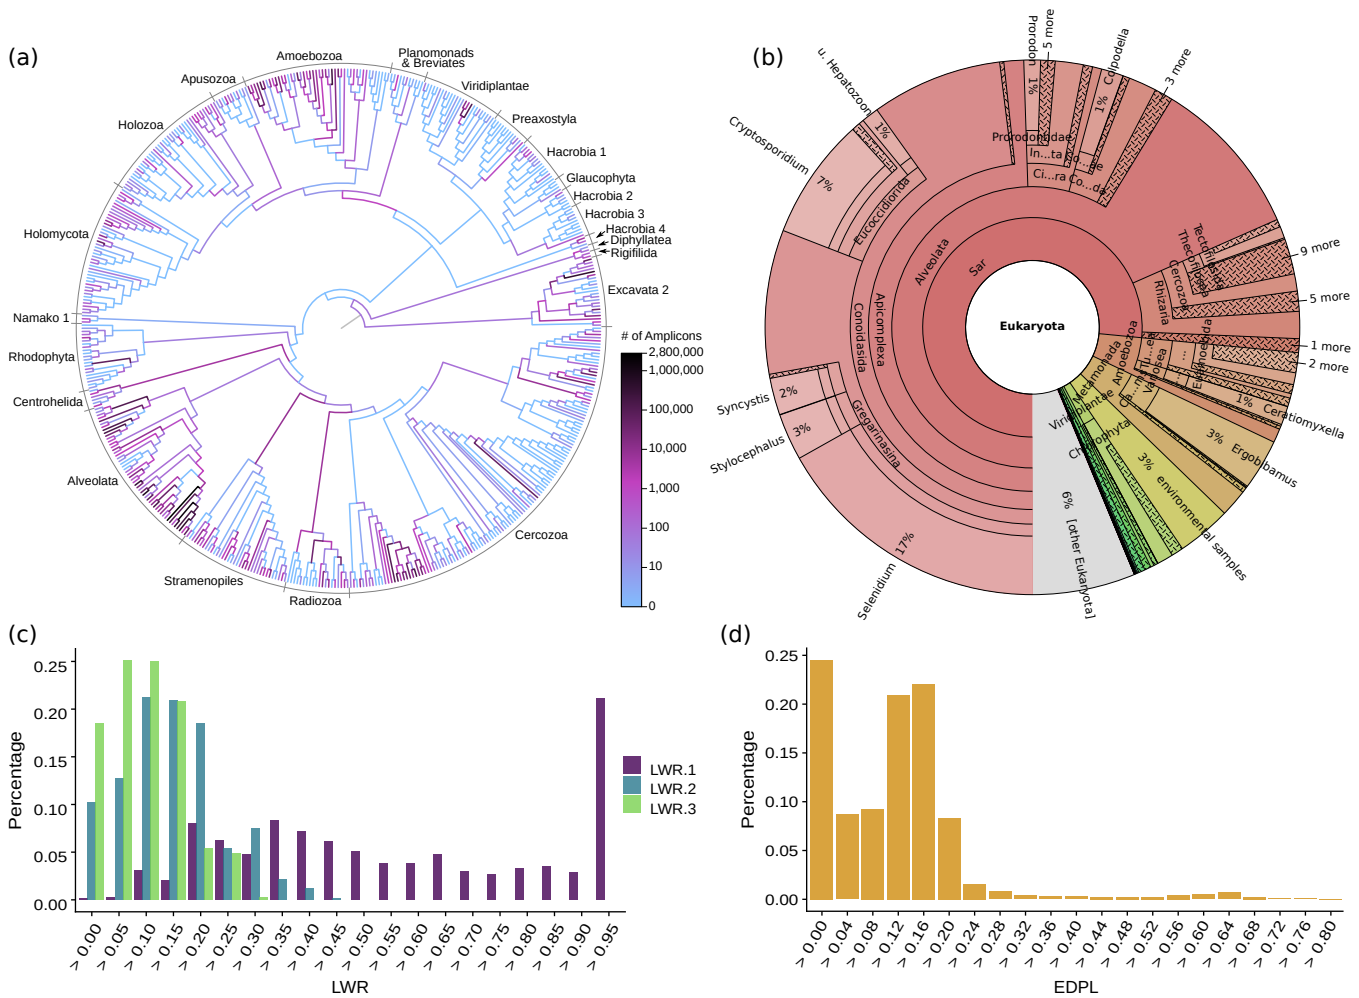 (a)
Amoebozoa
Planomonads
& Breviates
Apusozoa
Viridiplantae
Holozoa
Preaxostyla
Hacrobia 1
Glaucophyta
Hacrobia 2
Hacrobia 3
Hacrobia 4
Diphyllatea
Rigifilida
Holomycota
Excavata 2
Namako 1
Rhodophyta
Centrohelida
Alveolata
Cercozoa
Stramenopiles
Radiozoa
# of Amplicons
2,800,000
1,000,000
100,000
10,000
1,000
100
10
0
(b)
Prorodon
1%
5 more
Colpodella
1%
3 more
u. Hepatozoon
1%
Cryptosporidium
7%
Prorodontidae
In...ta
Ci...ra
Co...da
Eucoccidiorida
Alveolata
Sar
Eukaryota
Apicomplexa
Conoidasida
Tectofilosida
Thecofilosea
Cercozoa
Rhizaria
9 more
5 more
1 more
2 more
Amoebozoa
Metamonada
Viridiplantae
Chlorophyta
Variosea
...
1%
Ceratiomyxella
3%
Ergobibamus
3%
environmental samples
6%
[other Eukaryota]
Syncystis
2%
Stylocephalus
3%
Gregarinasina
17%
Selenidium
(c)
Percentage
0.25
0.20
0.15
0.10
0.05
0.00
> 0.00
> 0.05
> 0.10
> 0.15
> 0.20
> 0.25
> 0.30
> 0.35
> 0.40
> 0.45
> 0.50
> 0.55
> 0.60
> 0.65
> 0.70
> 0.75
> 0.80
> 0.85
> 0.90
> 0.95
LWR
LWR.1
LWR.2
LWR.3
(d)
Percentage
0.25
0.20
0.15
0.10
0.05
0.00
> 0.00
> 0.04
> 0.08
> 0.12
> 0.16
> 0.20
> 0.24
> 0.28
> 0.32
> 0.36
> 0.40
> 0.44
> 0.48
> 0.52
> 0.56
> 0.60
> 0.64
> 0.68
> 0.72
> 0.76
> 0.80
EDPL